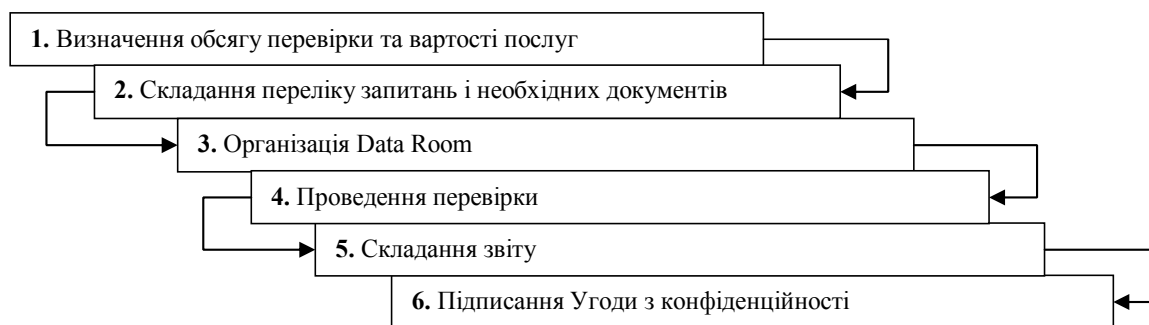 1. Визначення обсягу перевірки та вартості послуг
2. Складання переліку запитань і необхідних документів
3. Організація Data Room
4. Проведення перевірки
5. Складання звіту
6. Підписання Угоди з конфіденційності